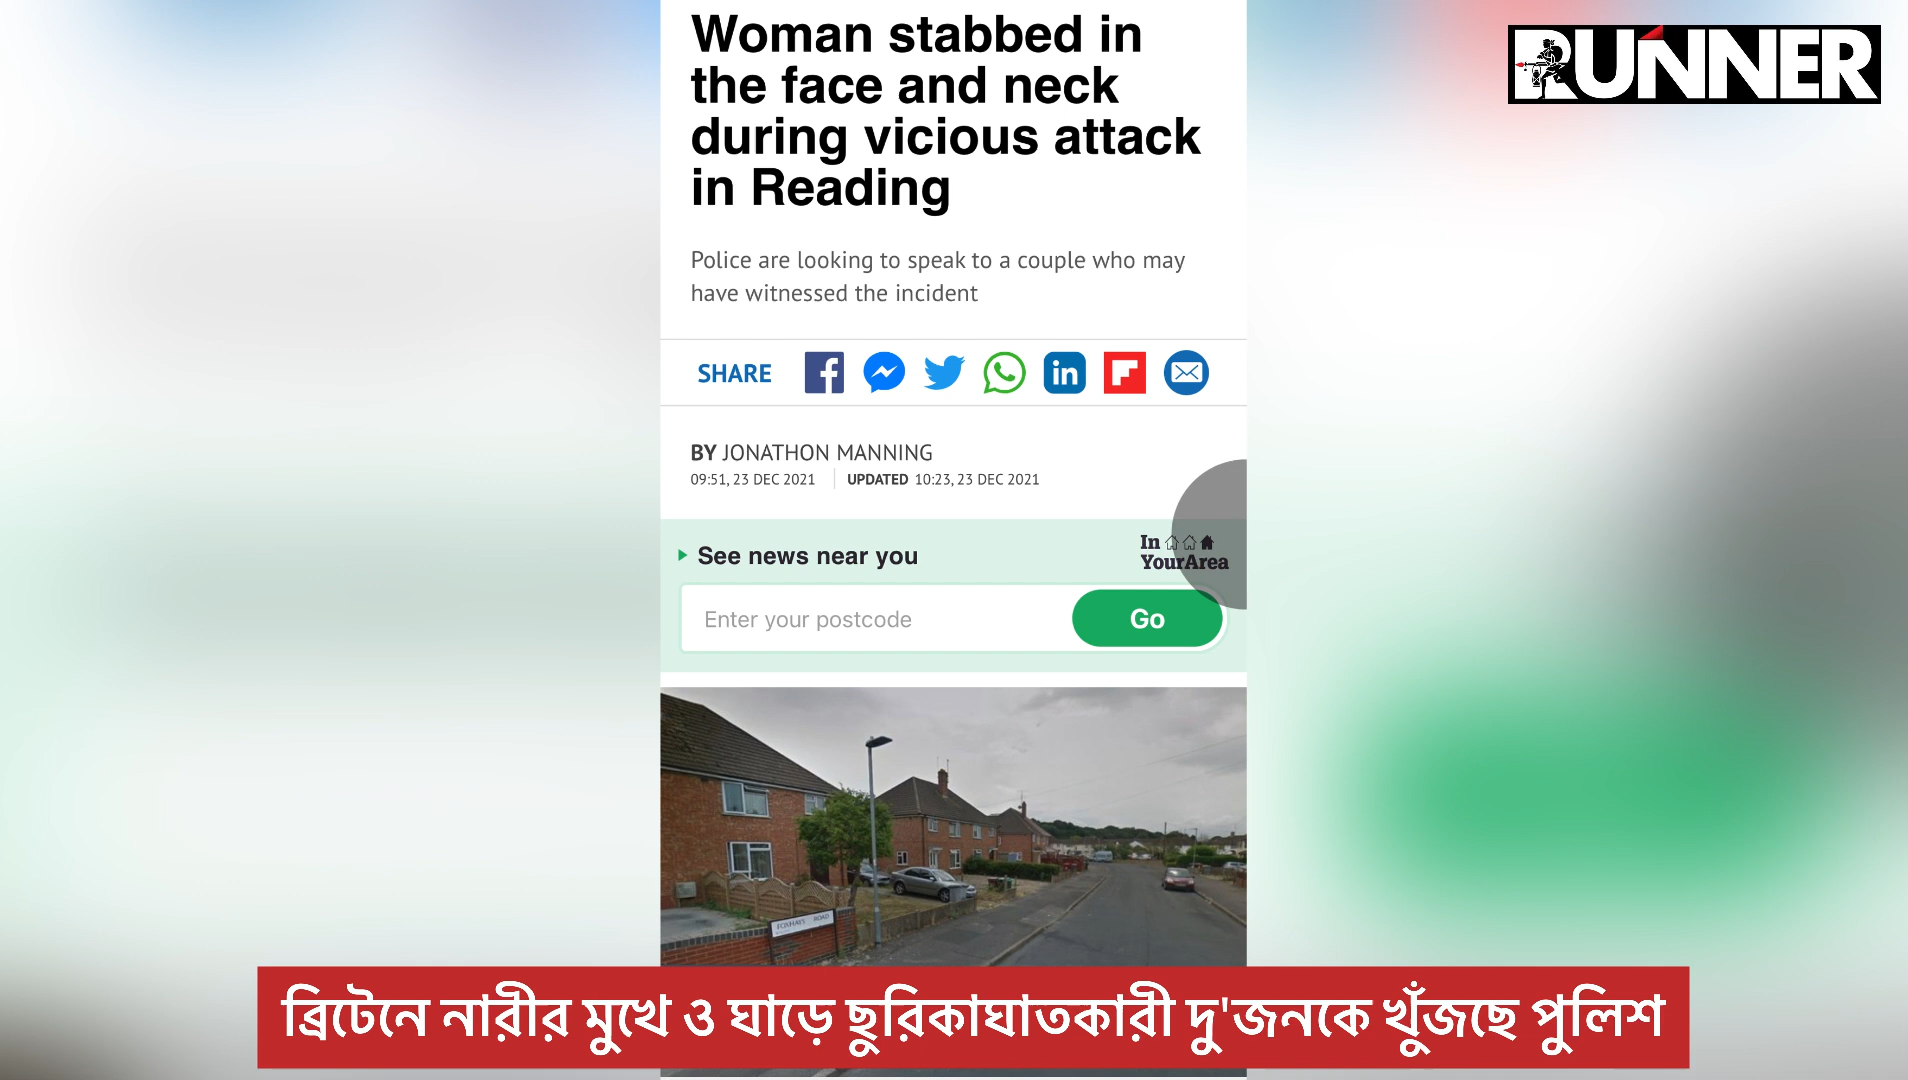 Woman stabbed in
the face and neck
during vicious attack
in Reading
RUNNER
Police are looking to speak to a couple who may
have witnessed the incident
SHARE
BY JONATHON MANNING
09:51, 23 DEC 2021 UPDATED 10:23, 23 DEC 2021
See news near you
In
YourArea
Enter your postcode
Go
FOXHAYS ROAD
ব্রিটেনে নারীর মুখে ও ঘাড়ে ছুরিকাঘাতকারী দু'জনকে খুঁজছে পুলিশ